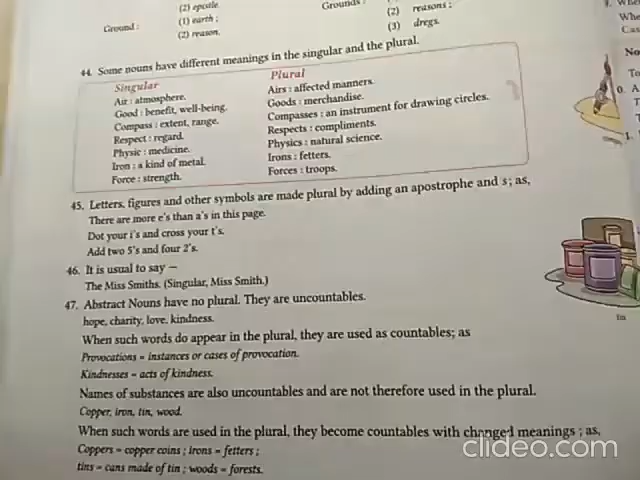 (2) epistle.
Ground :
(1) earth ;
(2) reason.
Grounds :
(2) reasons ;
(3) dregs.
44. Some nouns have different meanings in the singular and the plural.
Singular Plural
Air : atmosphere. Airs : affected manners.
Good : benefit, well-being. Goods : merchandise.
Compass : extent, range. Compasses : an instrument for drawing circles.
Respect : regard. Respects : compliments.
Physic : medicine. Physics : natural science.
Iron : a kind of metal. Irons : fetters.
Force : strength. Forces : troops.
45. Letters, figures and other symbols are made plural by adding an apostrophe and s; as,
There are more e's than a's in this page.
Dot your i's and cross your t's.
Add two 5's and four 2's.
46. It is usual to say —
The Miss Smiths. (Singular, Miss Smith.)
47. Abstract Nouns have no plural. They are uncountables.
hope, charity, love, kindness.
When such words do appear in the plural, they are used as countables; as
Provocations = instances or cases of provocation.
Kindnesses = acts of kindness.
Names of substances are also uncountables and are not therefore used in the plural.
Copper, iron, tin, wood.
When such words are used in the plural, they become countables with changed meanings ; as,
Coppers = copper coins ; irons = fetters ;
tins = cans made of tin ; woods = forests.
tin
clideo.com